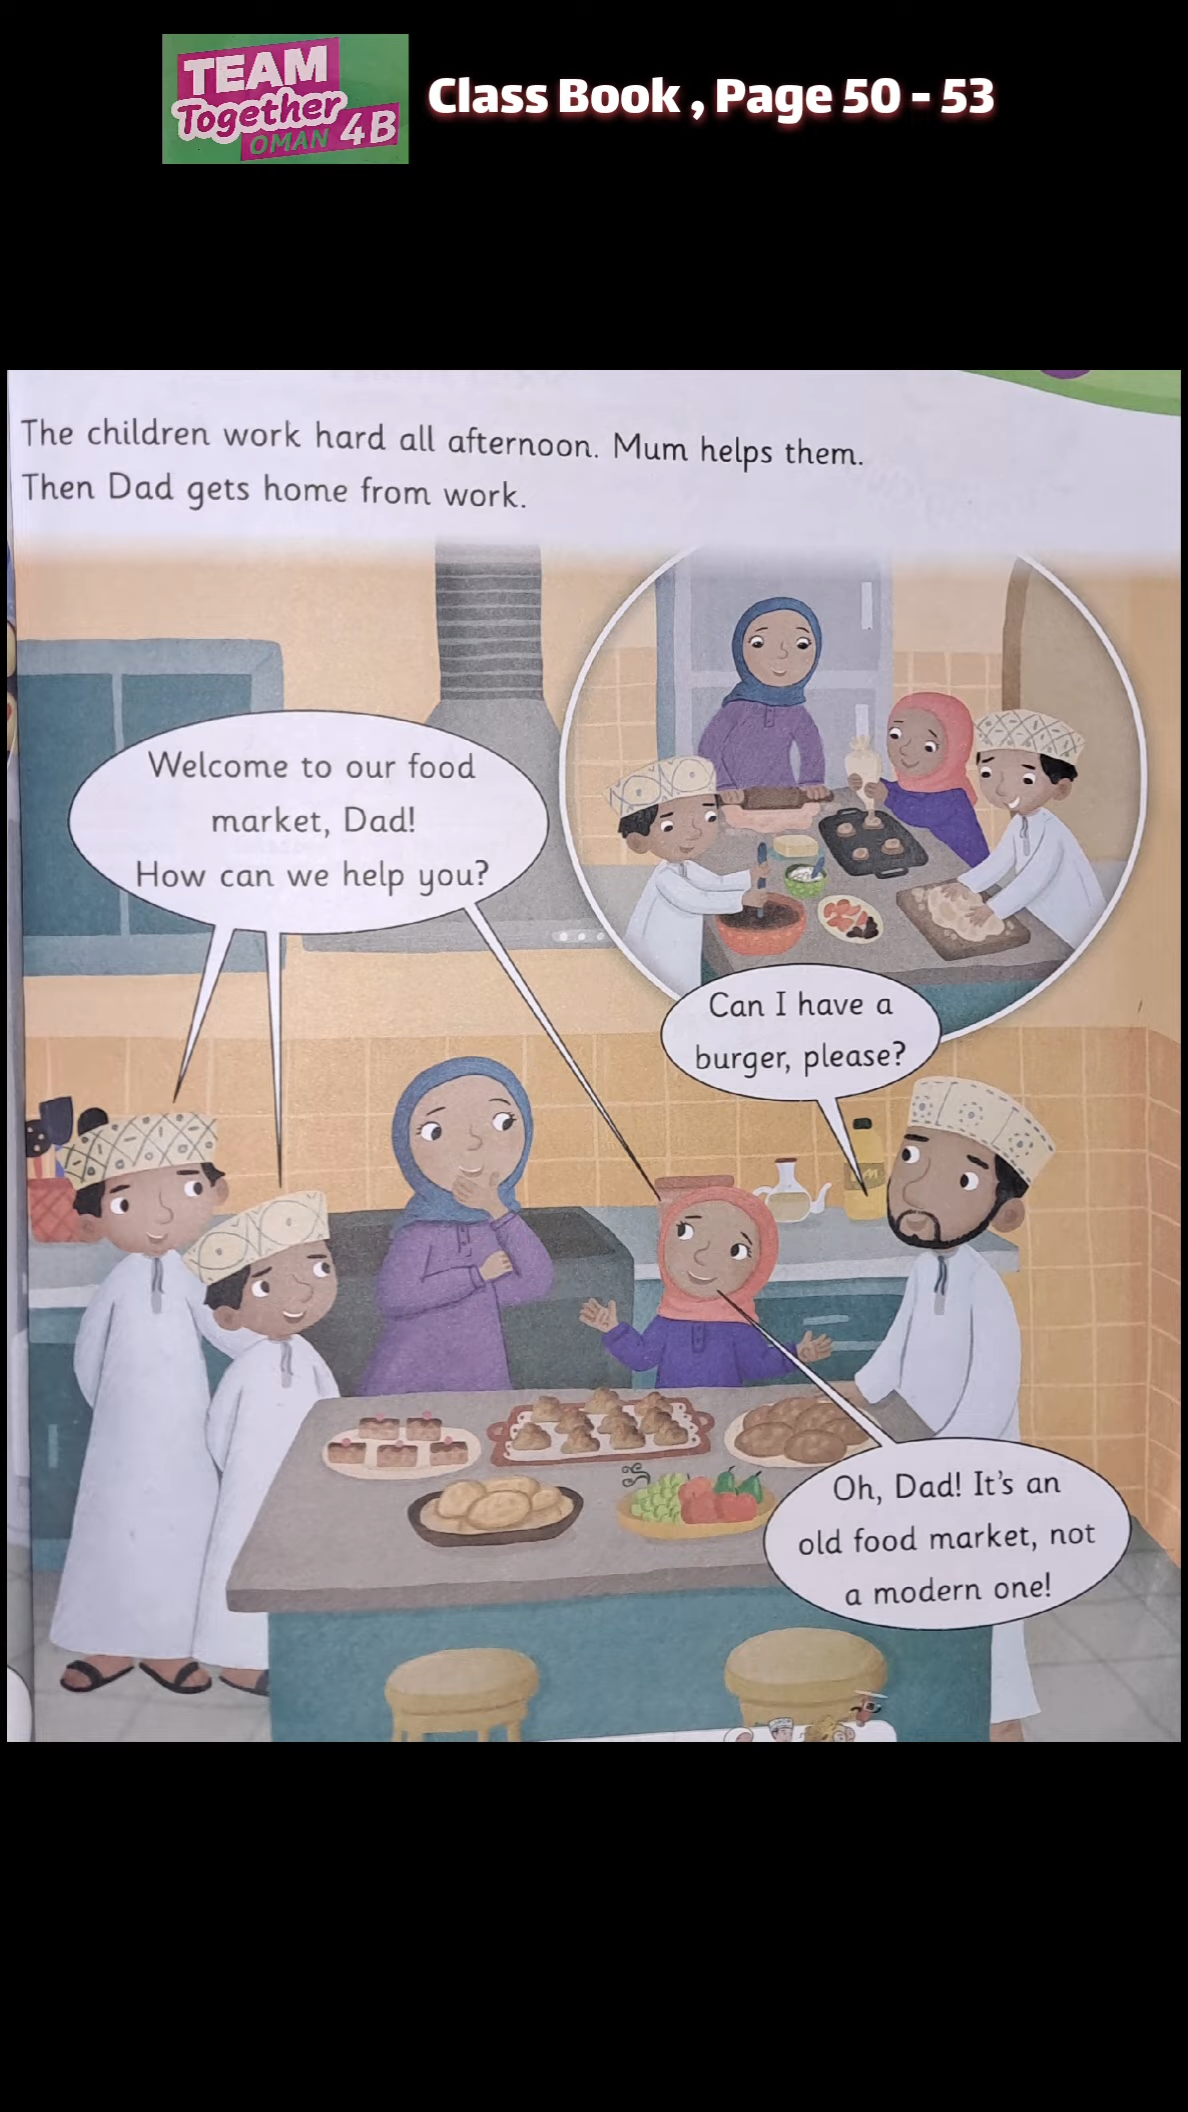 TEAM
Together
OMAN 4B
Class Book , Page 50 - 53
The children work hard all afternoon. Mum helps them.
Then Dad gets home from work.
Welcome to our food
market, Dad!
How can we help you?
Can I have a
burger, please?
Oh, Dad! It's an
old food market, not
a modern one!